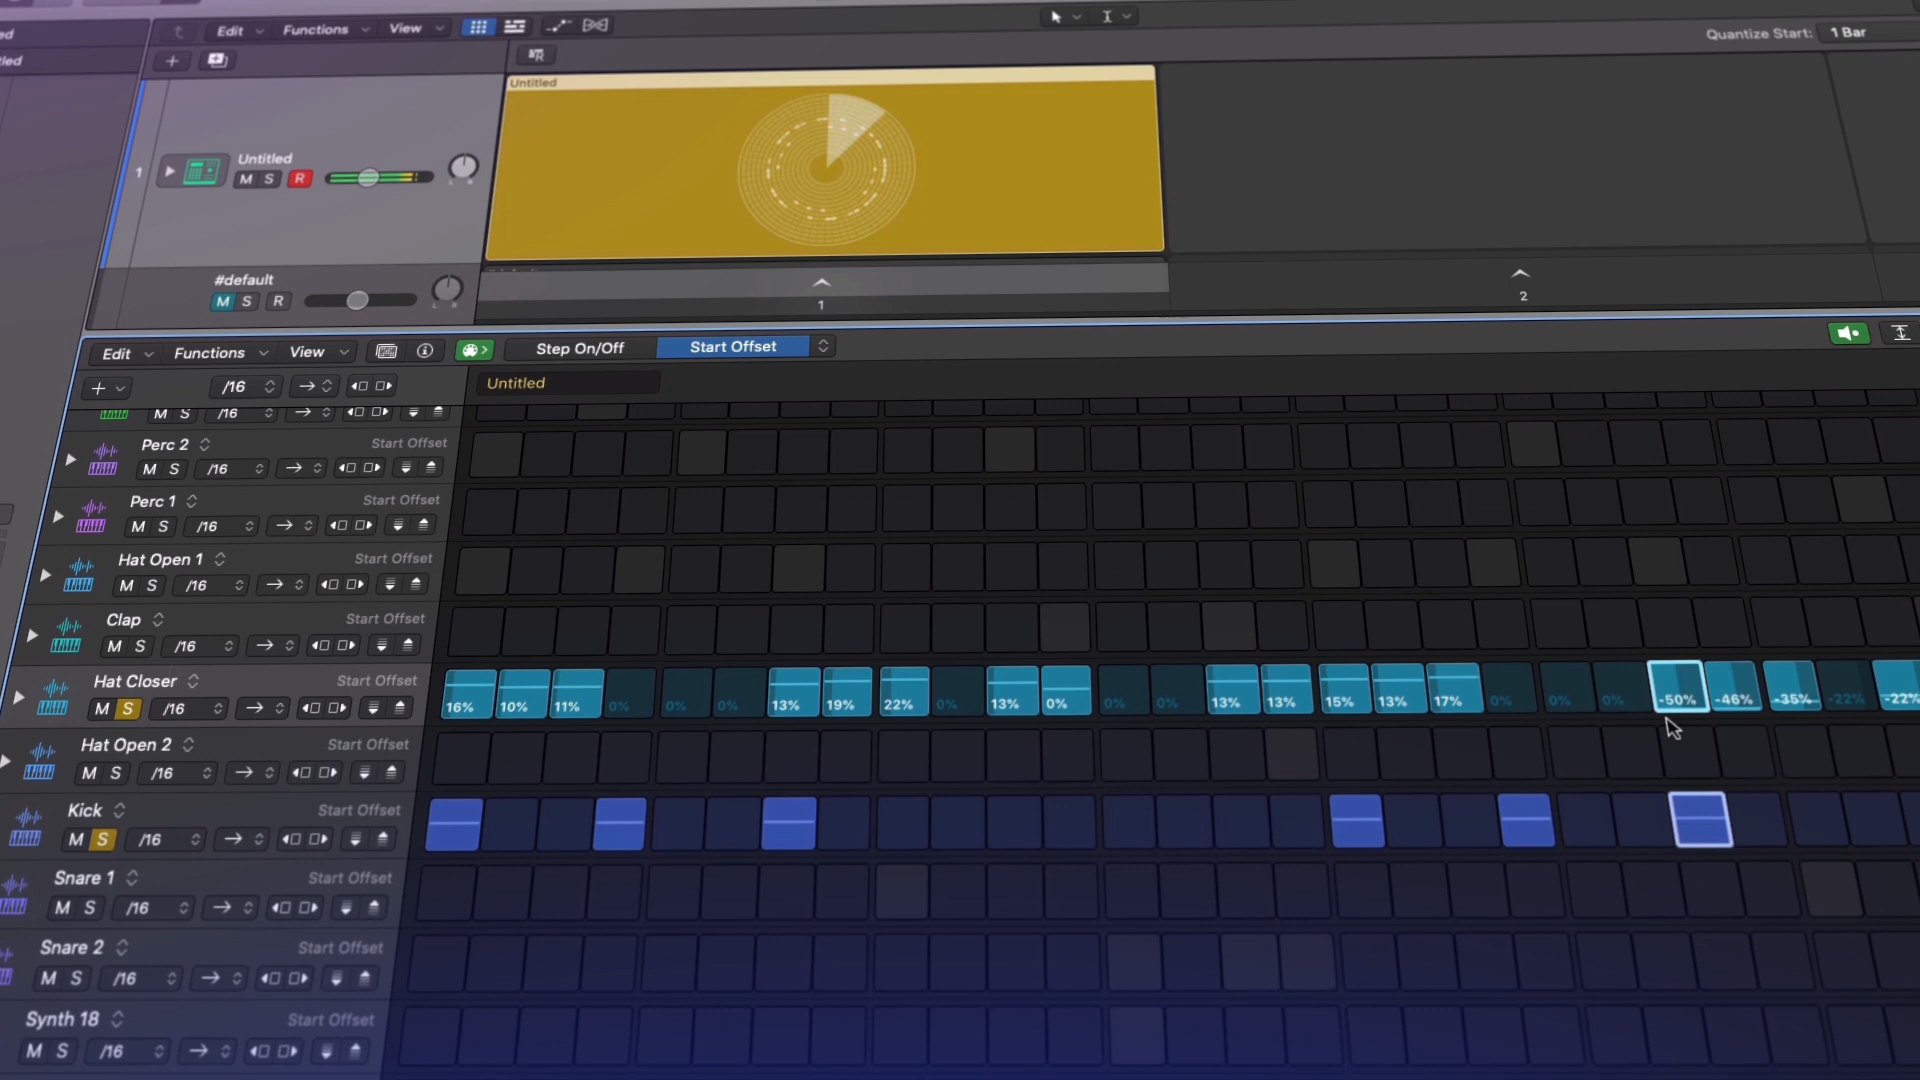 Edit Functions View Quantize Start: 1 Bar
Untitled
Untitled
1 M S R
L R
#default
M S R L R
1 2
Edit Functions View Step On/Off Start Offset
/16 Untitled
M S /16
Perc 2 Start Offset
M S /16
Perc 1 Start Offset
M S /16
Hat Open 1 Start Offset
M S /16
Clap Start Offset
M S /16
Hat Closer Start Offset
M S /16 16% 10% 11% 0% 0% 0% 13% 19% 22% 0% 13% 0% 0% 0% 13% 13% 15% 13% 17% 0% 0% 0% -50% -46% -35% -22% -22%
Hat Open 2 Start Offset
M S /16
Kick Start Offset
M S /16
Snare 1 Start Offset
M S /16
Snare 2 Start Offset
M S /16
Synth 18 Start Offset
M S /16